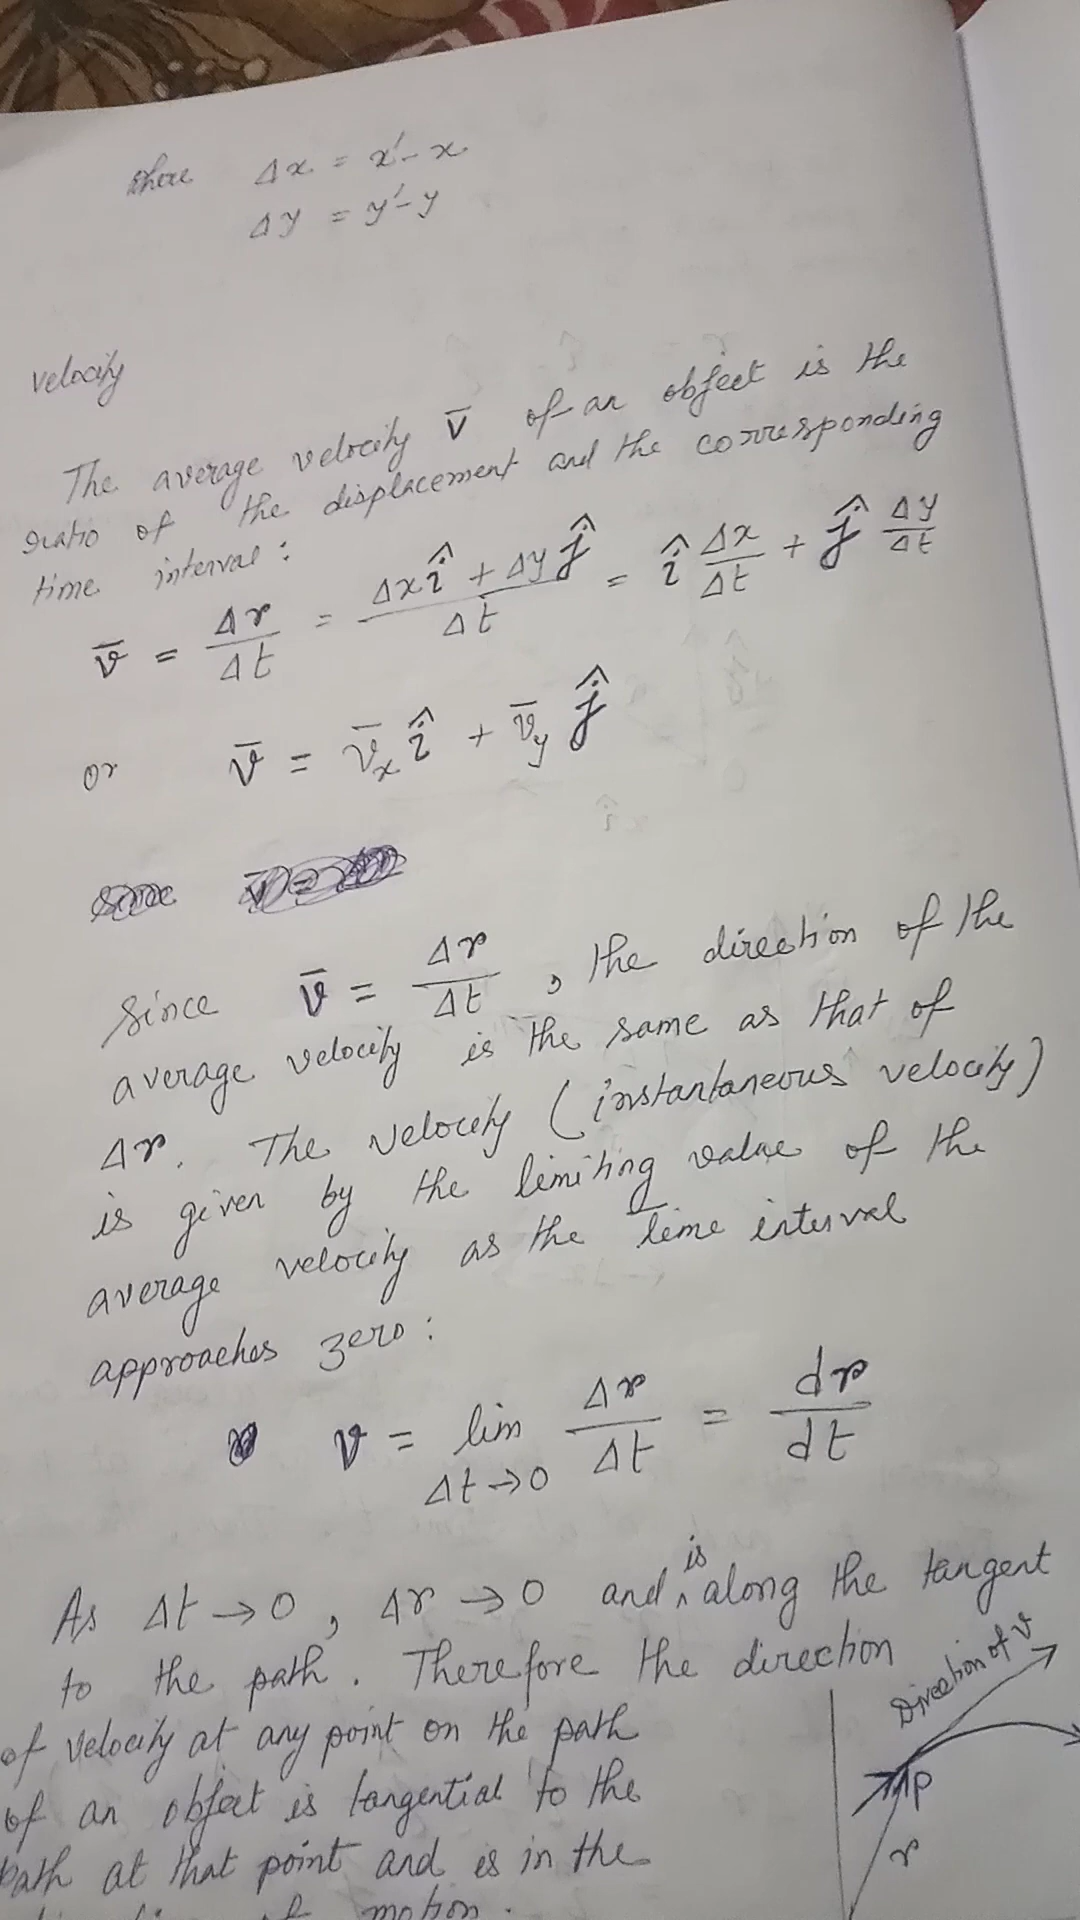 where Δx = x′ - x
Δy = y′ - y
velocity
The average velocity v̄ of an object is the
ratio of the displacement and the corresponding
time interval :
v̄ = Δr/Δt = (Δx î + Δy ĵ)/Δt = î Δx/Δt + ĵ Δy/Δt
or v̄ = v̄ₓ î + v̄_y ĵ
Since v̄ = Δr/Δt , the direction of the
average velocity is the same as that of
Δr. The velocity (instantaneous velocity)
is given by the limiting value of the
average velocity as the time interval
approaches zero :
v = lim Δt→0 Δr/Δt = dr/dt
As Δt → 0 , Δr → 0 and is along the tangent
to the path. Therefore the direction
of velocity at any point on the path
of an object is tangential to the
path at that point and is in the
of motion.
Direction of v
P
r